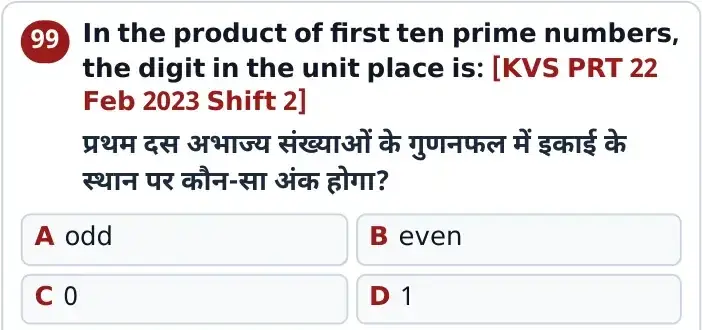 99 In the product of first ten prime numbers,
the digit in the unit place is: [KVS PRT 22
Feb 2023 Shift 2]
प्रथम दस अभाज्य संख्याओं के गुणनफल में इकाई के
स्थान पर कौन-सा अंक होगा?
A odd
B even
C 0
D 1